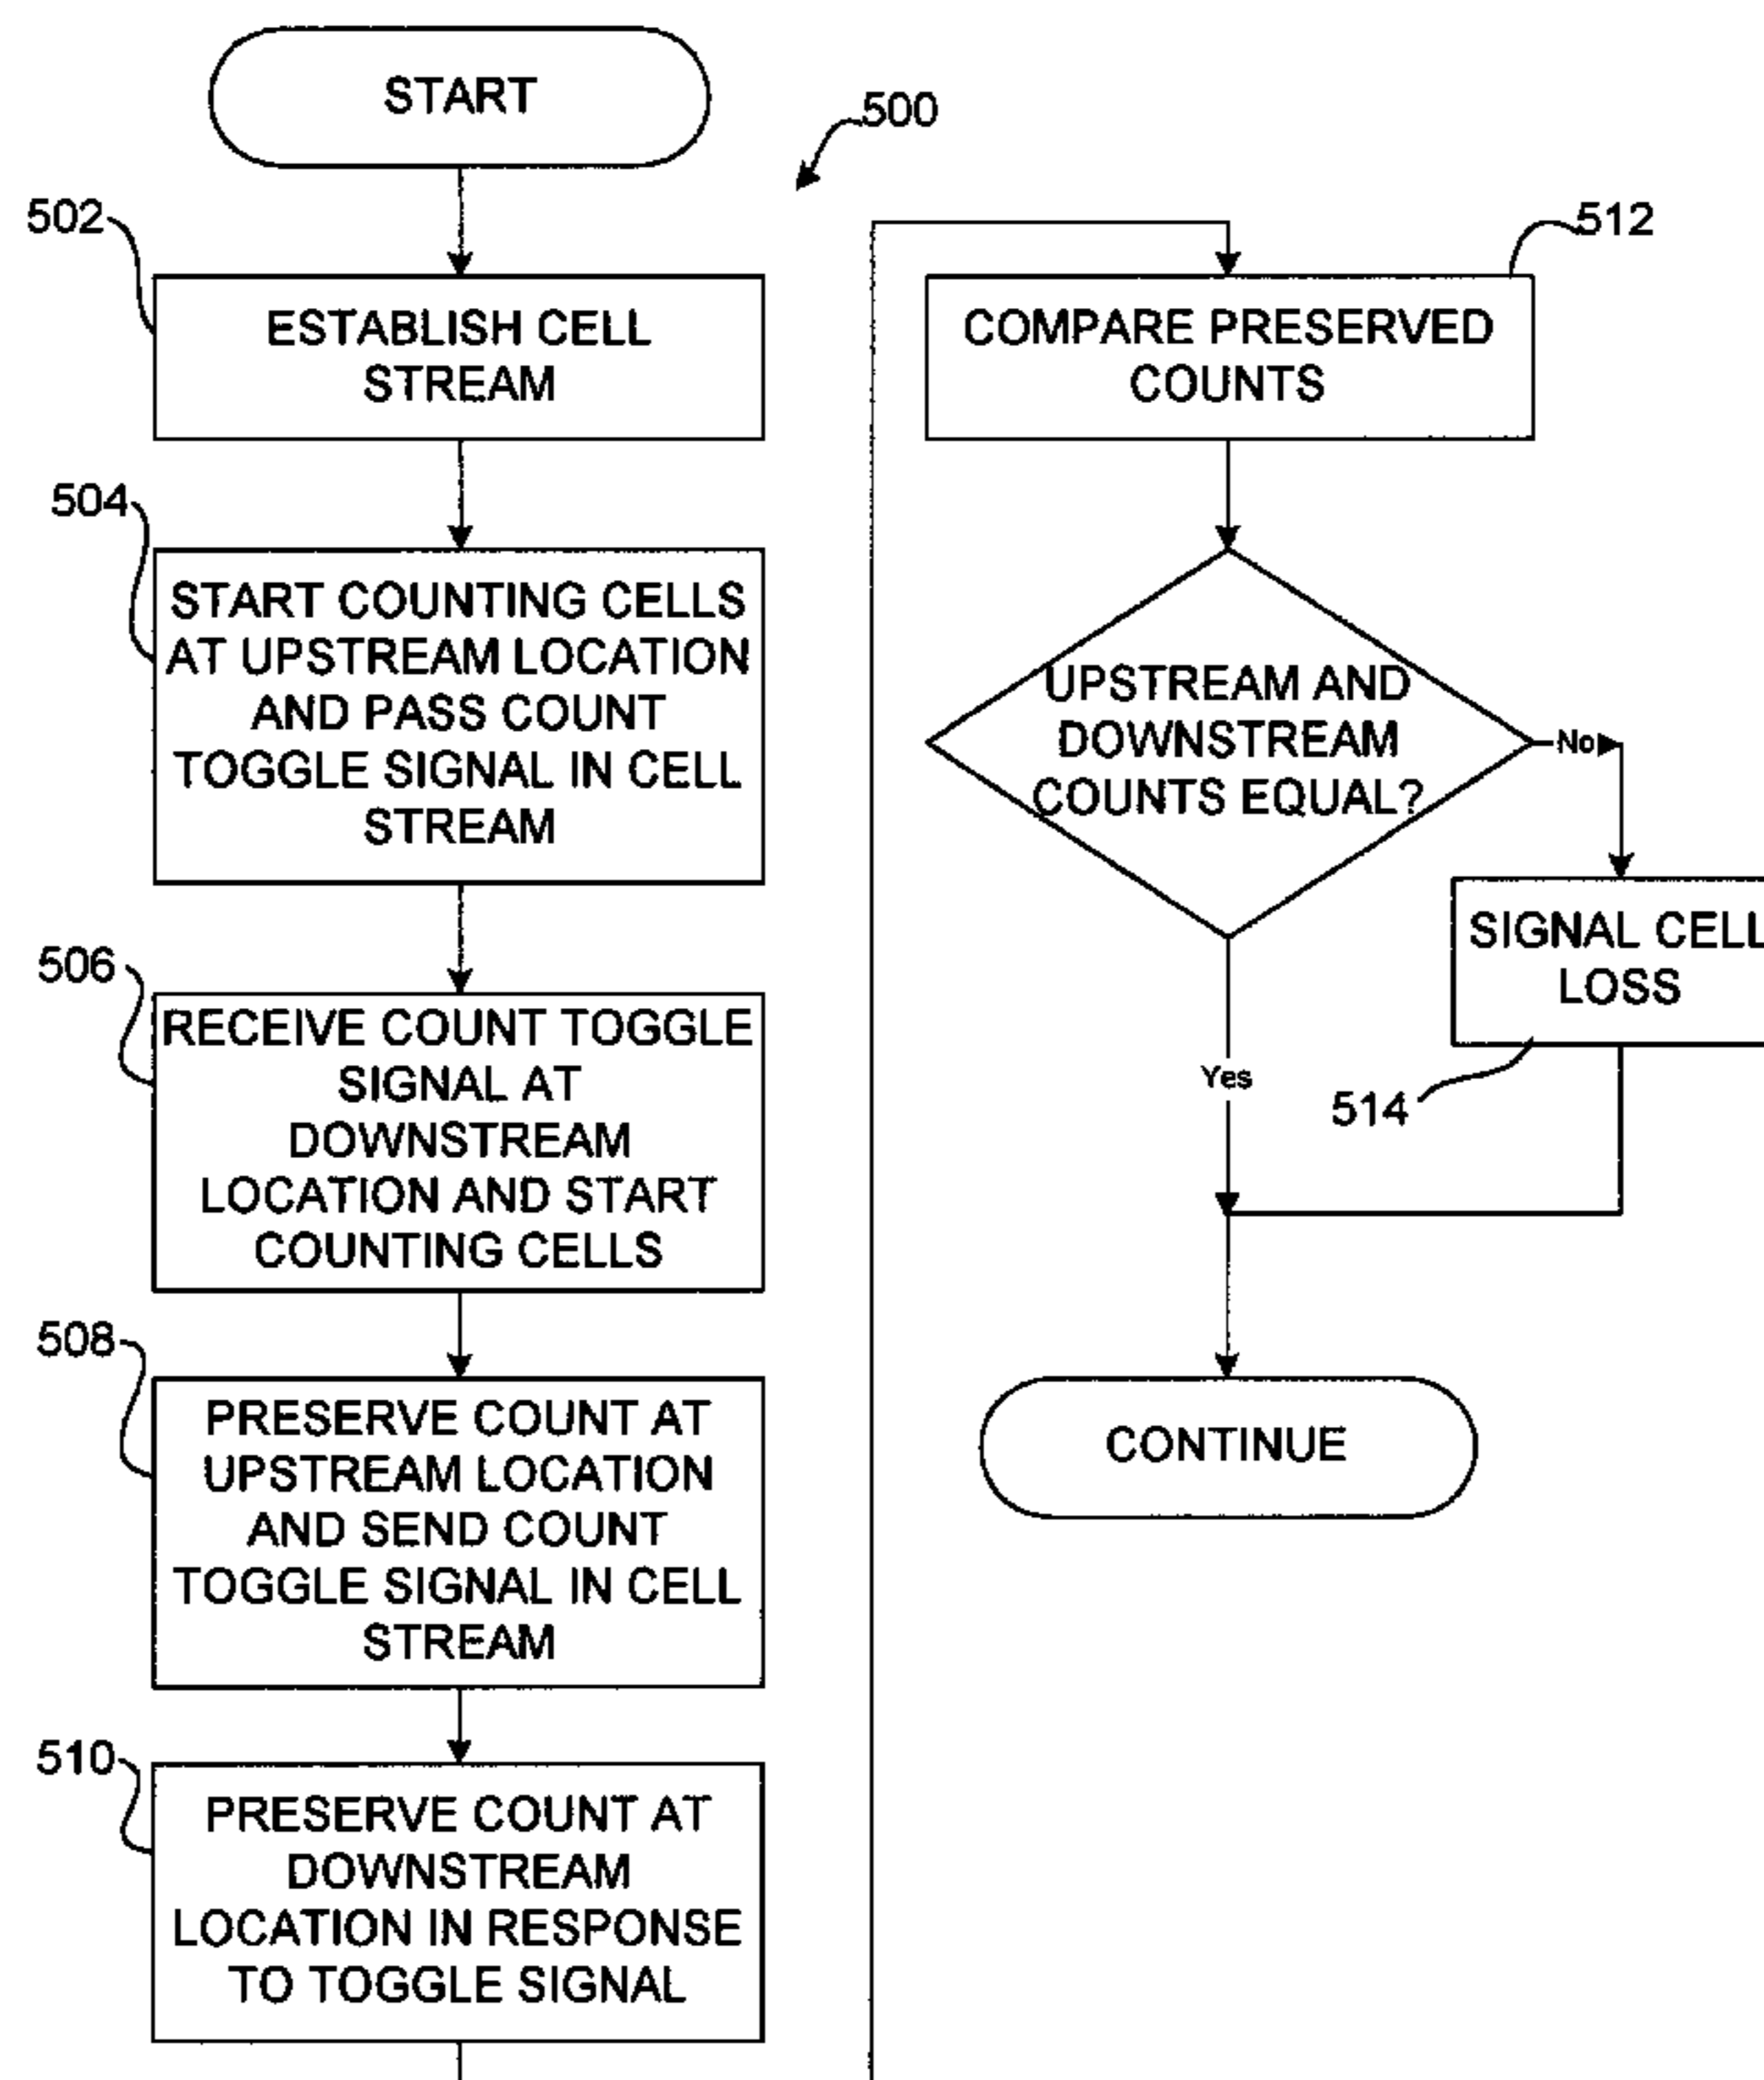 START
500
502
ESTABLISH CELL
STREAM
504
START COUNTING CELLS
AT UPSTREAM LOCATION
AND PASS COUNT
TOGGLE SIGNAL IN CELL
STREAM
506
RECEIVE COUNT TOGGLE
SIGNAL AT
DOWNSTREAM
LOCATION AND START
COUNTING CELLS
508
PRESERVE COUNT AT
UPSTREAM LOCATION
AND SEND COUNT
TOGGLE SIGNAL IN CELL
STREAM
510
PRESERVE COUNT AT
DOWNSTREAM
LOCATION IN RESPONSE
TO TOGGLE SIGNAL
512
COMPARE PRESERVED
COUNTS
UPSTREAM AND
DOWNSTREAM
COUNTS EQUAL?
No
SIGNAL CELL
LOSS
514
Yes
CONTINUE